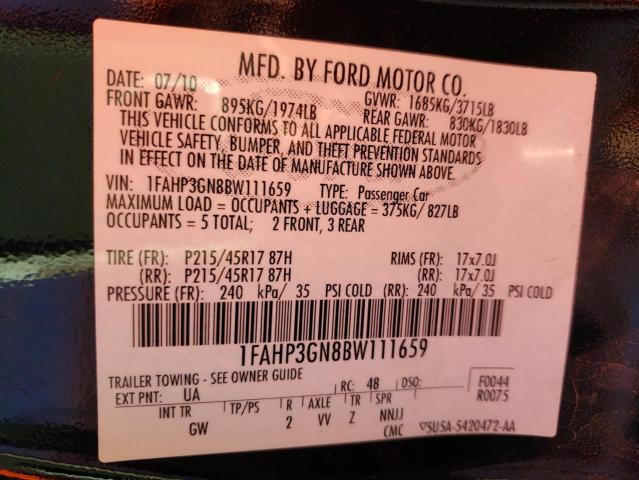 MFD. BY FORD MOTOR CO.
DATE: 07/10 GVWR: 1685KG/3715LB
FRONT GAWR: 895KG/1974LB REAR GAWR: 830KG/1830LB
THIS VEHICLE CONFORMS TO ALL APPLICABLE FEDERAL MOTOR
VEHICLE SAFETY, BUMPER, AND THEFT PREVENTION STANDARDS
IN EFFECT ON THE DATE OF MANUFACTURE SHOWN ABOVE.
VIN: 1FAHP3GN8BW111659 TYPE: Passenger Car
MAXIMUM LOAD = OCCUPANTS + LUGGAGE = 375KG/ 827LB
OCCUPANTS = 5 TOTAL; 2 FRONT, 3 REAR
TIRE (FR): P215/45R17 87H RIMS (FR): 17x7.0J
(RR): P215/45R17 87H (RR): 17x7.0J
PRESSURE (FR): 240 kPa/ 35 PSI COLD (RR): 240 kPa/ 35 PSI COLD
1FAHP3GN8BW111659
TRAILER TOWING - SEE OWNER GUIDE
EXT PNT: UA RC: 48 DSO: F0044
R0075
INT TR TP/PS R AXLE TR SPR
GW 2 VV Z NNJJ
CMC 5U5A-5420472-AA